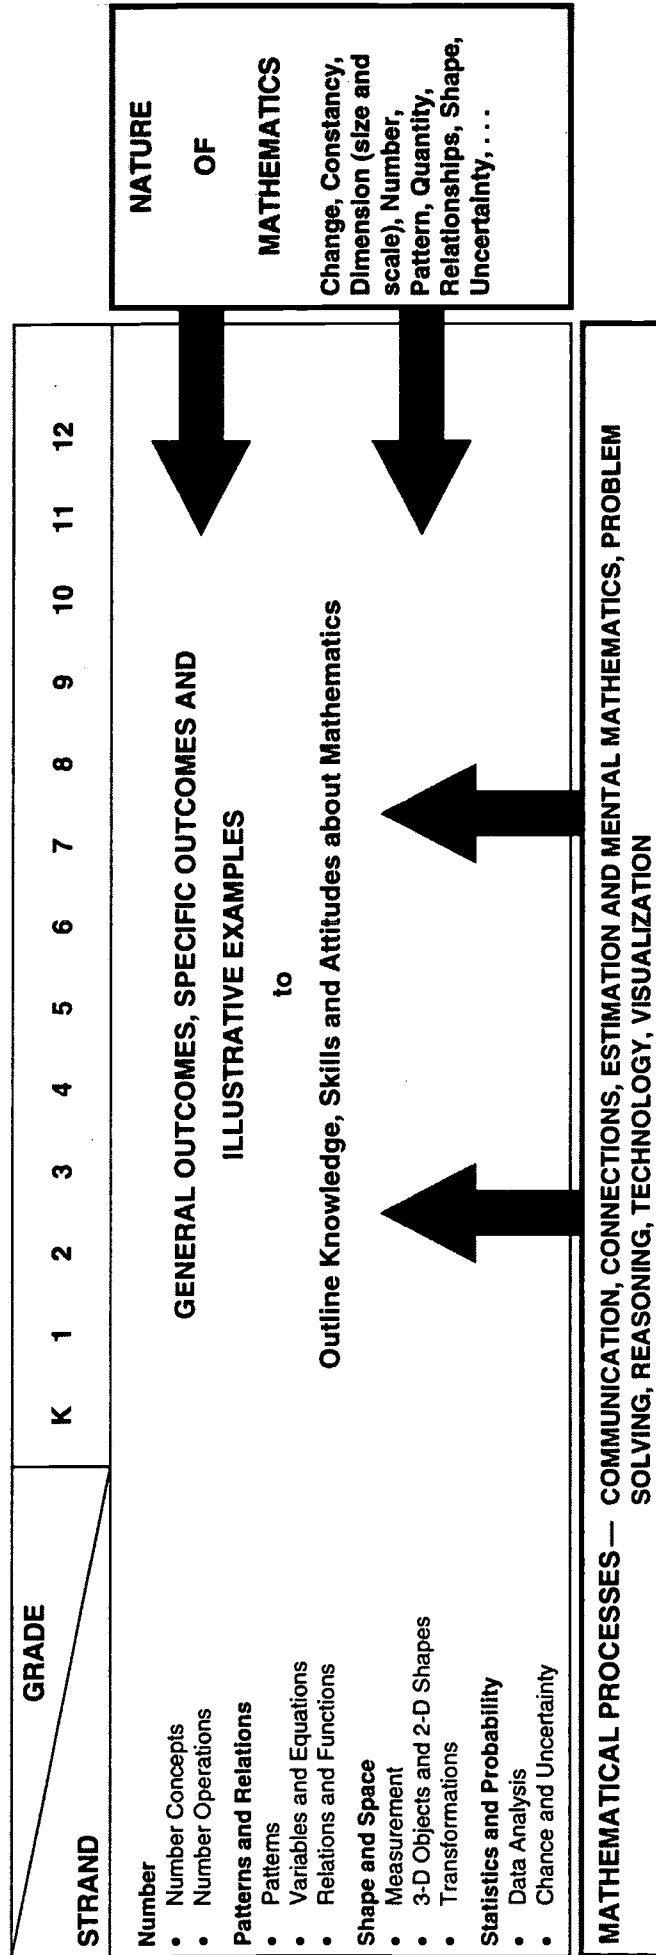 GRADE
STRAND
K 1 2 3 4 5 6 7 8 9 10 11 12
Number
• Number Concepts
• Number Operations
Patterns and Relations
• Patterns
• Variables and Equations
• Relations and Functions
Shape and Space
• Measurement
• 3-D Objects and 2-D Shapes
• Transformations
Statistics and Probability
• Data Analysis
• Chance and Uncertainty
GENERAL OUTCOMES, SPECIFIC OUTCOMES AND
ILLUSTRATIVE EXAMPLES
to
Outline Knowledge, Skills and Attitudes about Mathematics
NATURE
OF
MATHEMATICS
Change, Constancy,
Dimension (size and
scale), Number,
Pattern, Quantity,
Relationships, Shape,
Uncertainty, . . .
MATHEMATICAL PROCESSES— COMMUNICATION, CONNECTIONS, ESTIMATION AND MENTAL MATHEMATICS, PROBLEM
SOLVING, REASONING, TECHNOLOGY, VISUALIZATION